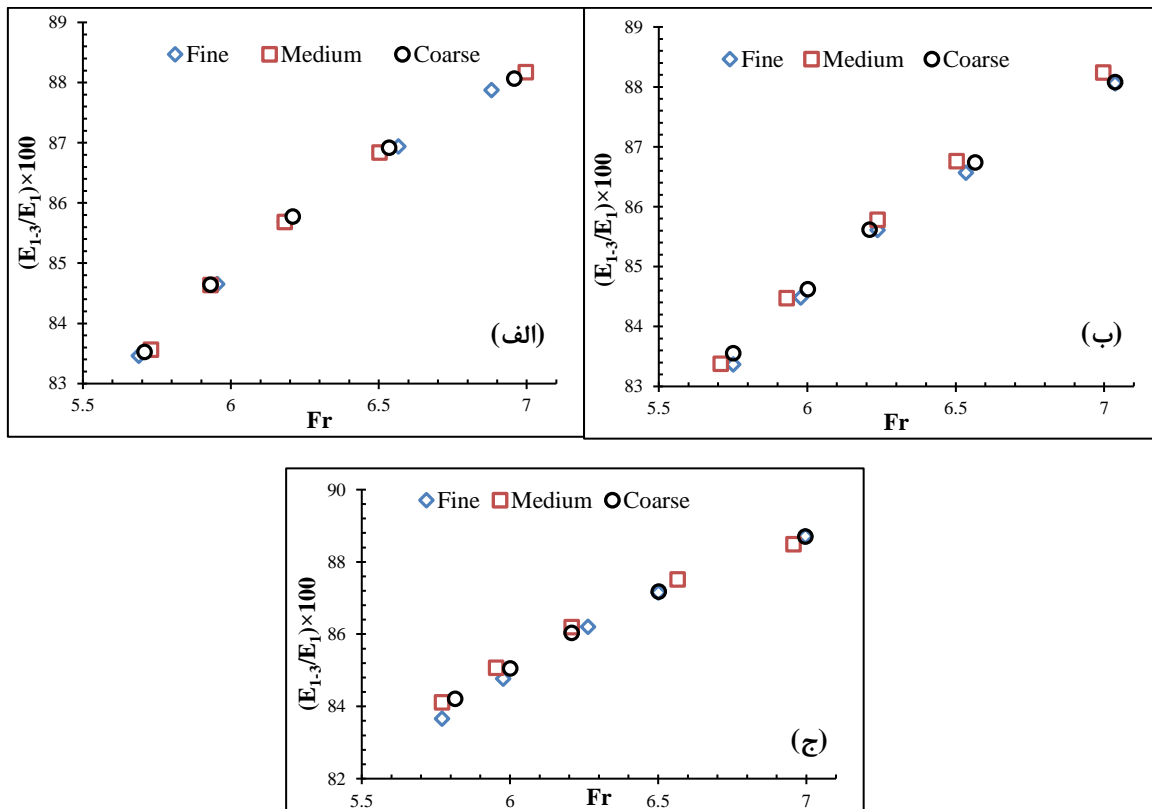 89
88
87
86
85
84
83
(E1-3/E1)×100
Fine Medium Coarse
(الف)
5.5 6 6.5 7
Fr
89
88
87
86
85
84
83
(E1-3/E1)×100
Fine Medium Coarse
(ب)
5.5 6 6.5 7
Fr
90
88
86
84
82
(E1-3/E1)×100
Fine Medium Coarse
(ج)
5.5 6 6.5 7
Fr